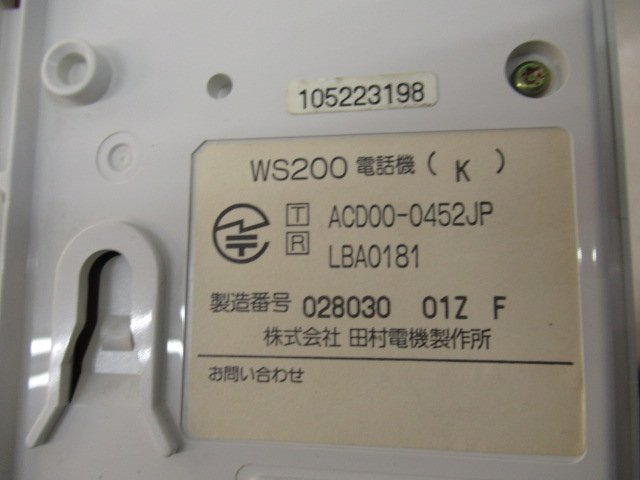 105223198
WS200 電話機 ( K )
T ACD00-0452JP
R LBA0181
製造番号 028030 01Z F
株式会社 田村電機製作所
お問い合わせ